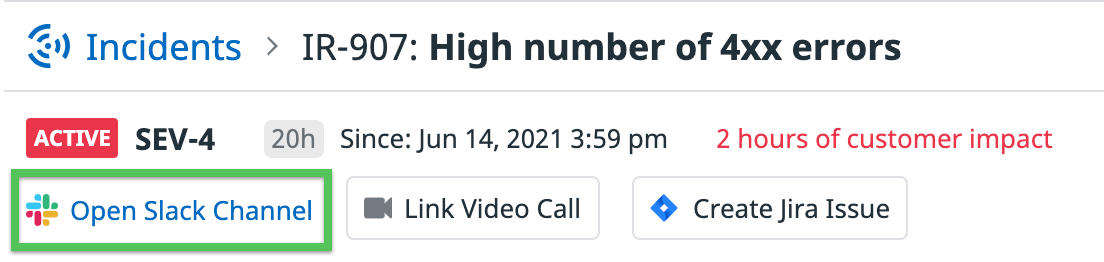 Incidents > IR-907: High number of 4xx errors
ACTIVE SEV-4 20h Since: Jun 14, 2021 3:59 pm 2 hours of customer impact
Open Slack Channel Link Video Call Create Jira Issue